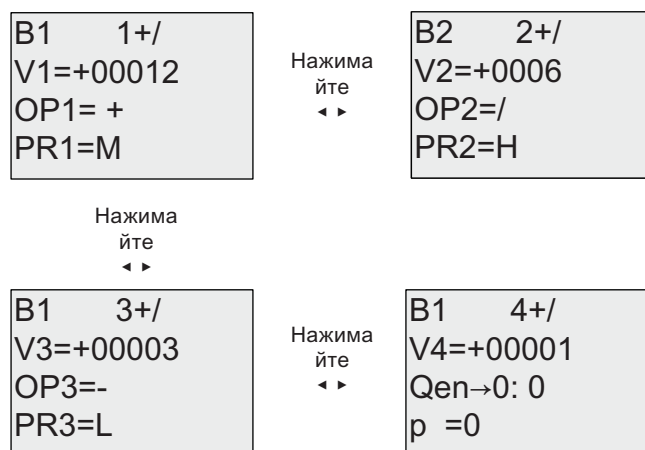 B1 1+/
V1=+00012
OP1= +
PR1=M
Нажима
йте
◄ ►
B2 2+/
V2=+0006
OP2=/
PR2=H
Нажима
йте
◄ ►
B1 3+/
V3=+00003
OP3=-
PR3=L
Нажима
йте
◄ ►
B1 4+/
V4=+00001
Qen→0: 0
p =0